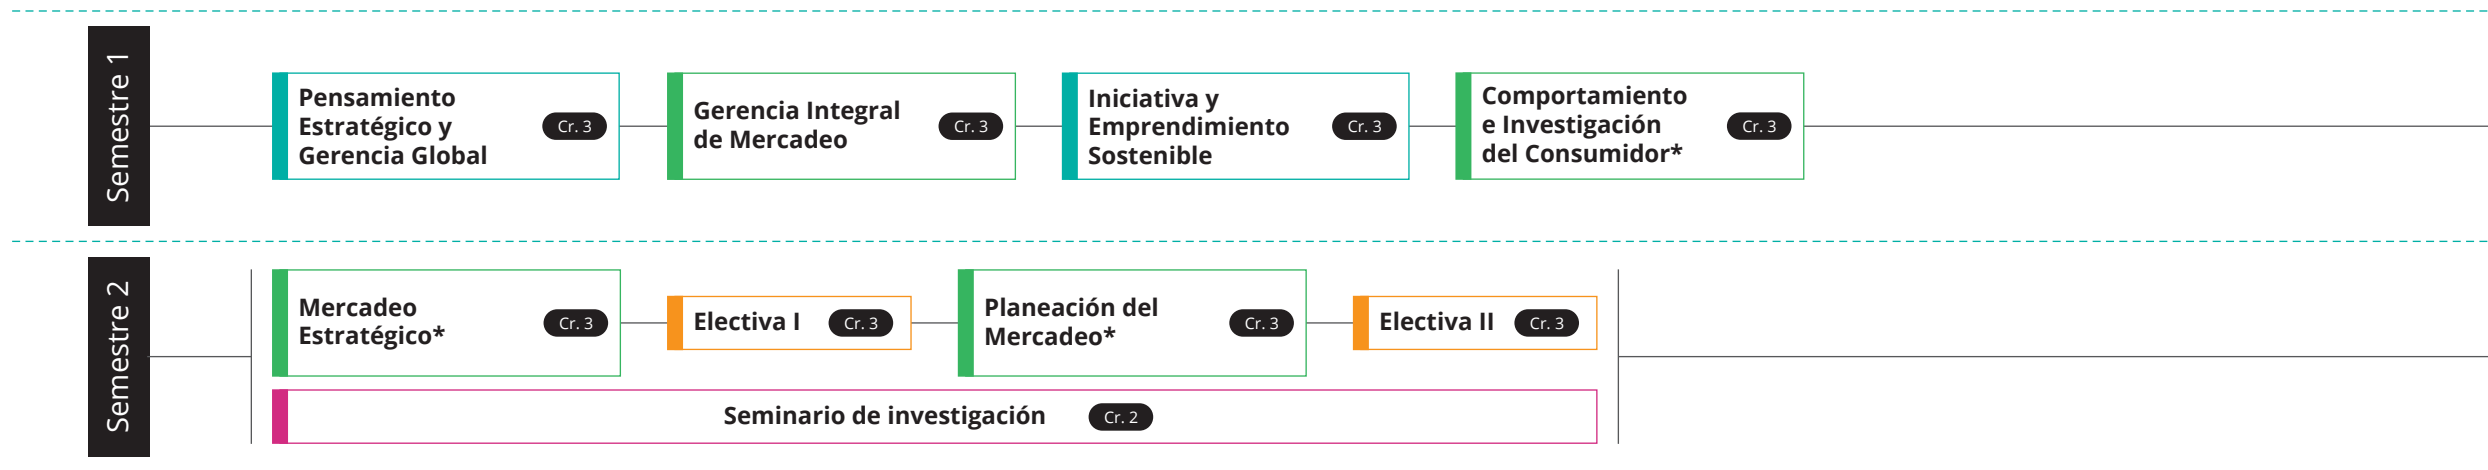 Semestre 1
Pensamiento
Estratégico y
Gerencia Global
Cr. 3
Gerencia Integral
de Mercadeo
Cr. 3
Iniciativa y
Emprendimiento
Sostenible
Cr. 3
Comportamiento
e Investigación
del Consumidor*
Cr. 3
Semestre 2
Mercadeo
Estratégico*
Cr. 3
Electiva I
Cr. 3
Planeación del
Mercadeo*
Cr. 3
Electiva II
Cr. 3
Seminario de investigación
Cr. 2